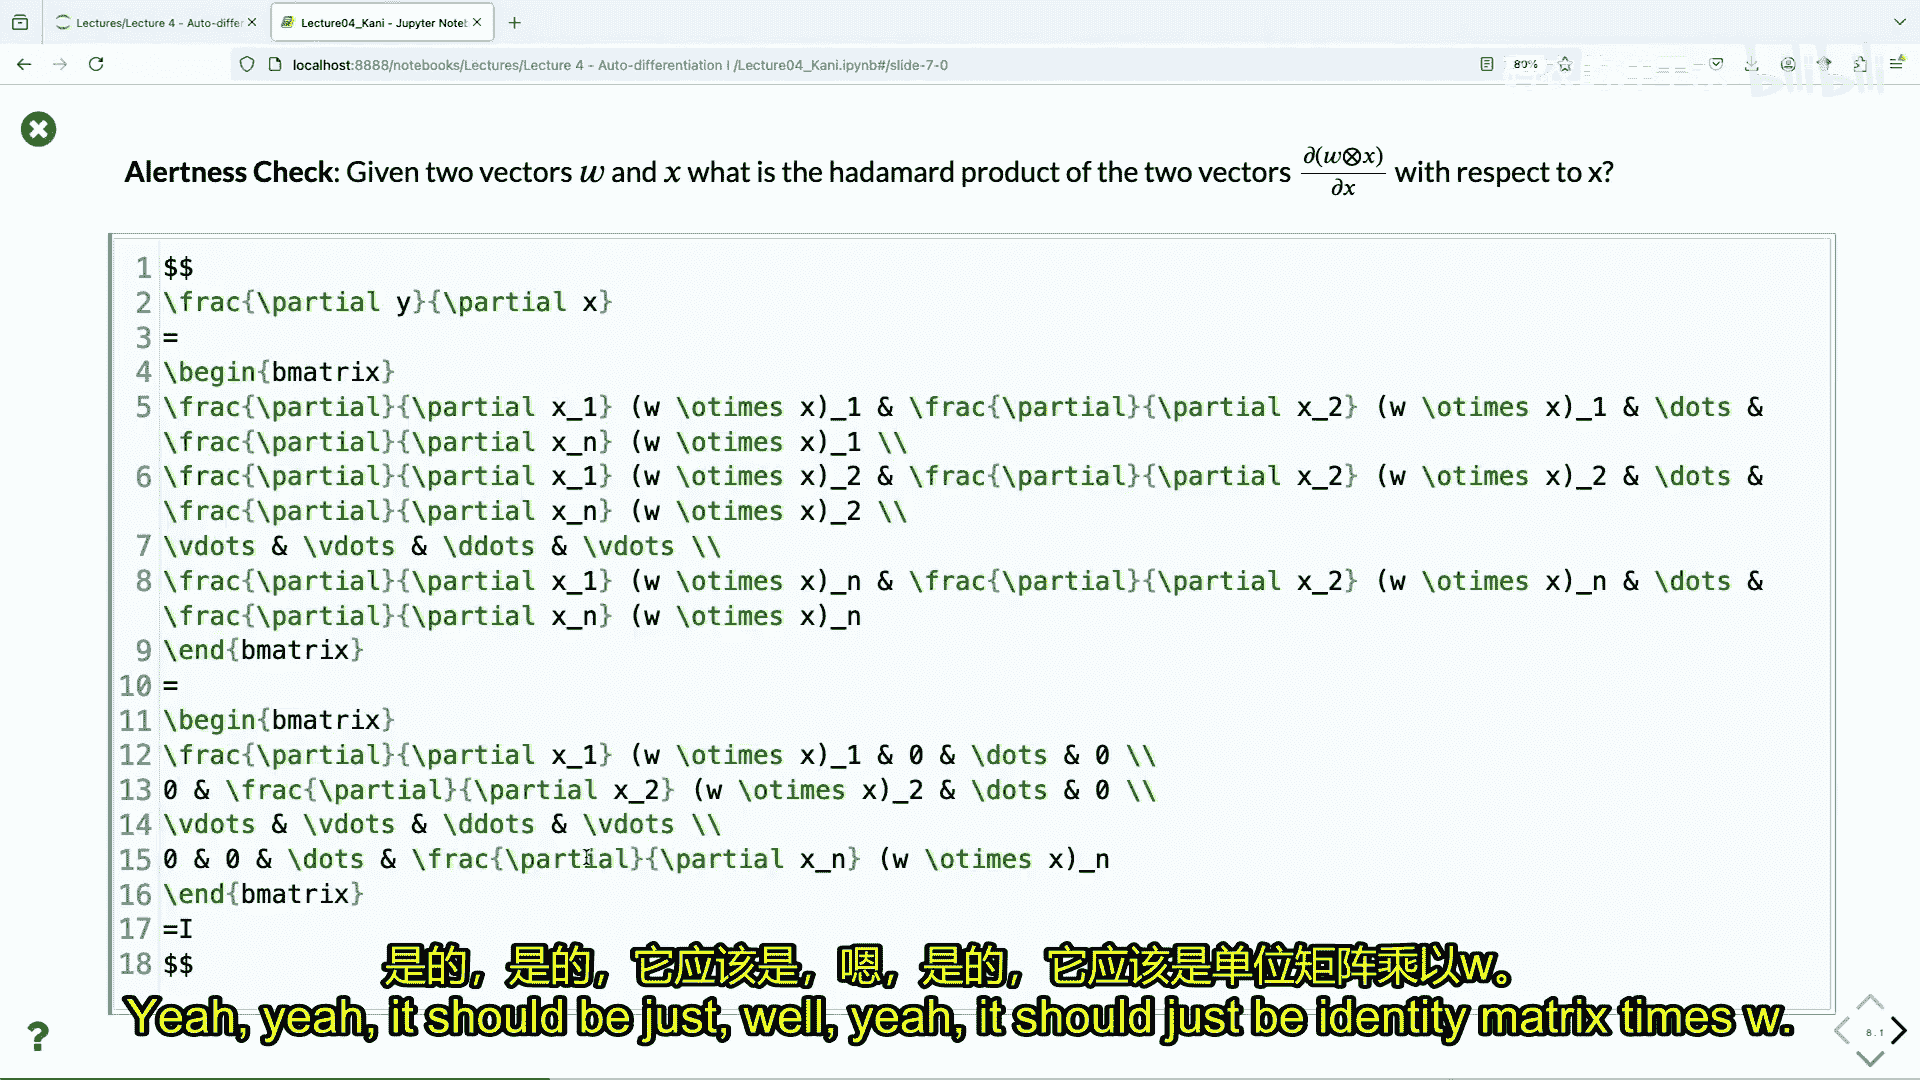 Lectures/Lecture 4 - Auto-differ
Lecture04_Kani - Jupyter Noteb
localhost:8888/notebooks/Lectures/Lecture 4 - Auto-differentiation I /Lecture04_Kani.ipynb#/slide-7-0
80%
Alertness Check: Given two vectors w and x what is the hadamard product of the two vectors ∂(w⊗x)/∂x with respect to x?
1 $$
2 \frac{\partial y}{\partial x}
3 =
4 \begin{bmatrix}
5 \frac{\partial}{\partial x_1} (w \otimes x)_1 & \frac{\partial}{\partial x_2} (w \otimes x)_1 & \dots &
\frac{\partial}{\partial x_n} (w \otimes x)_1 \\
6 \frac{\partial}{\partial x_1} (w \otimes x)_2 & \frac{\partial}{\partial x_2} (w \otimes x)_2 & \dots &
\frac{\partial}{\partial x_n} (w \otimes x)_2 \\
7 \vdots & \vdots & \ddots & \vdots \\
8 \frac{\partial}{\partial x_1} (w \otimes x)_n & \frac{\partial}{\partial x_2} (w \otimes x)_n & \dots &
\frac{\partial}{\partial x_n} (w \otimes x)_n
9 \end{bmatrix}
10 =
11 \begin{bmatrix}
12 \frac{\partial}{\partial x_1} (w \otimes x)_1 & 0 & \dots & 0 \\
13 0 & \frac{\partial}{\partial x_2} (w \otimes x)_2 & \dots & 0 \\
14 \vdots & \vdots & \ddots & \vdots \\
15 0 & 0 & \dots & \frac{\partial}{\partial x_n} (w \otimes x)_n
16 \end{bmatrix}
17 =I
18 $$
是的，是的，它应该是，嗯，是的，它应该是单位矩阵乘以w。
Yeah, yeah, it should be just, well, yeah, it should just be identity matrix times w.
8.1